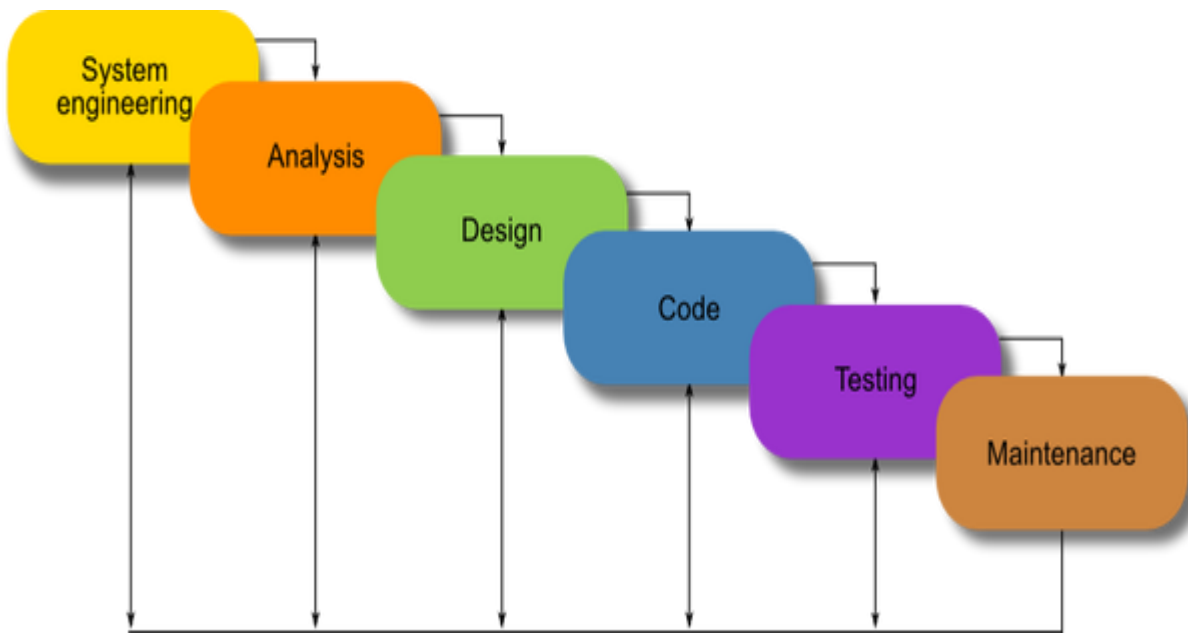 System
engineering
Analysis
Design
Code
Testing
Maintenance